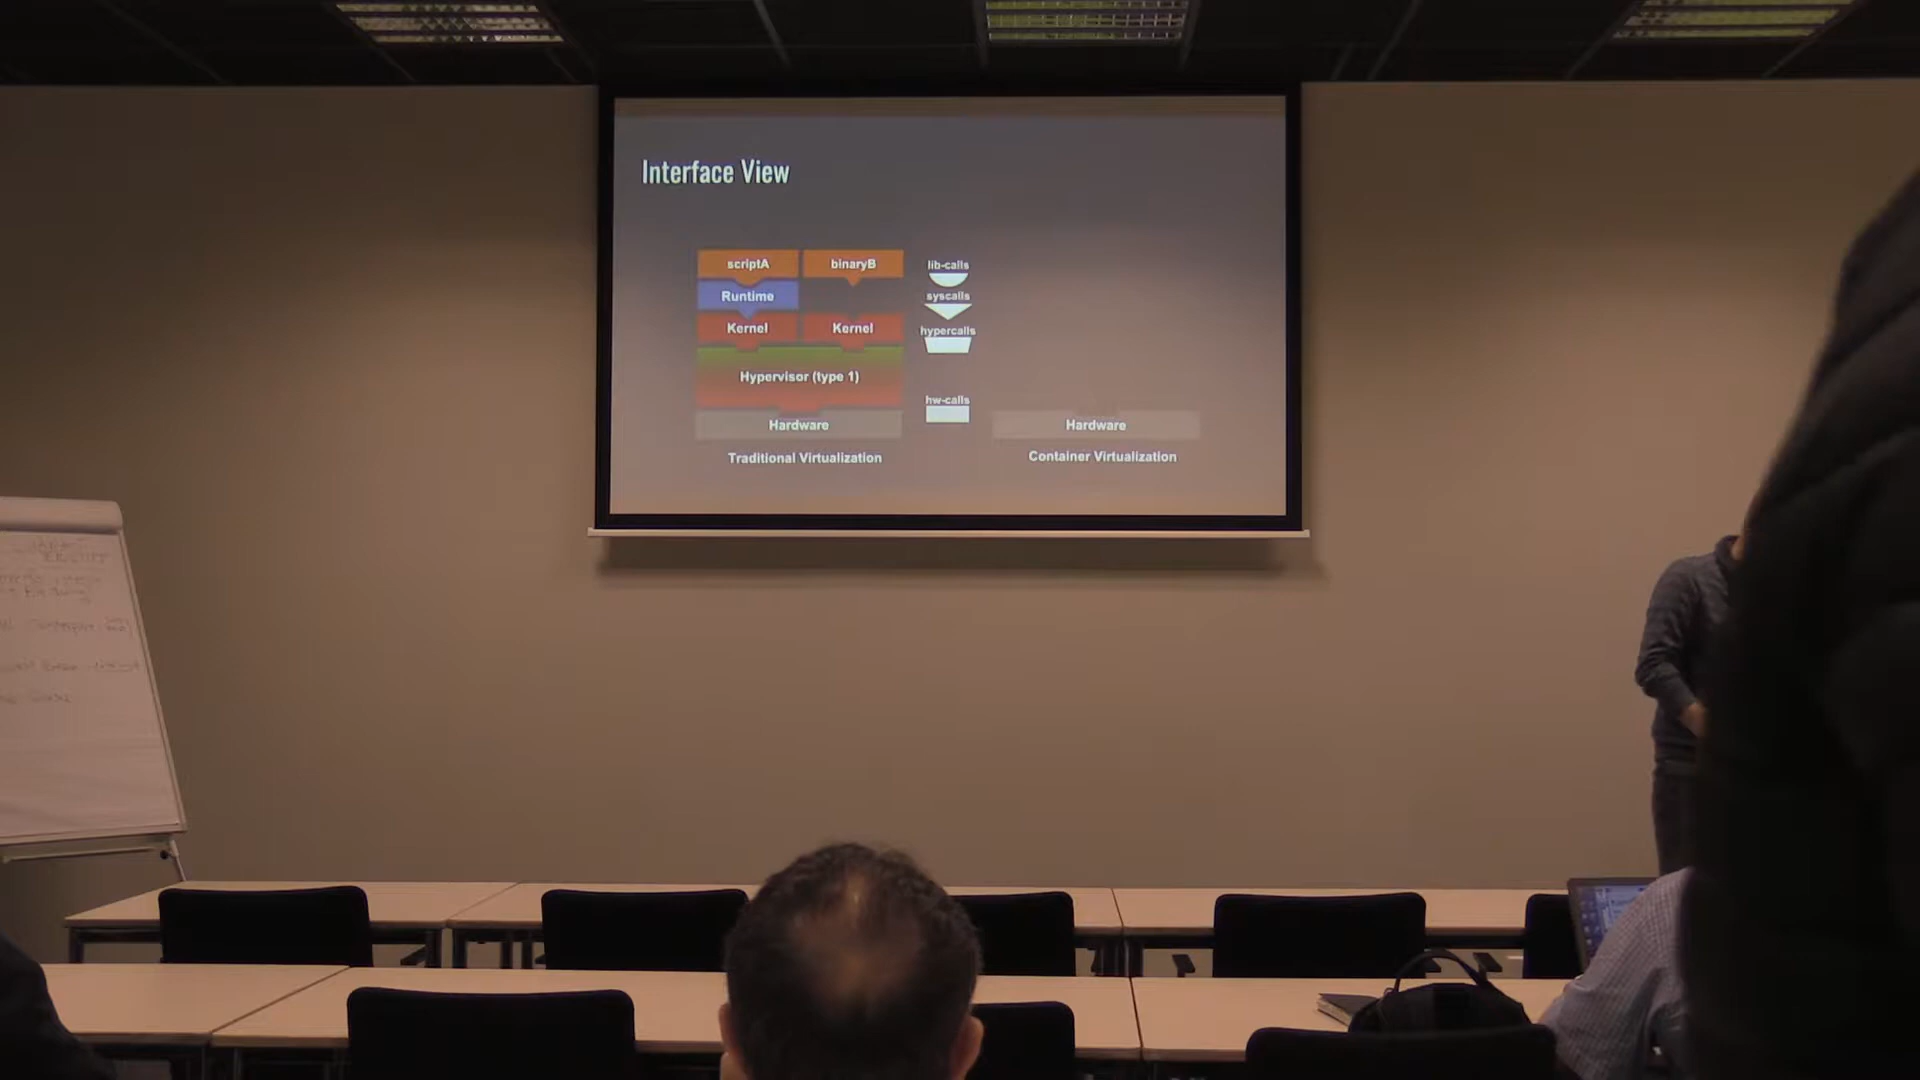 Interface View
scriptA
binaryB
lib-calls
Runtime
syscalls
Kernel
Kernel
hypercalls
Hypervisor (type 1)
hw-calls
Hardware
Hardware
Traditional Virtualization
Container Virtualization